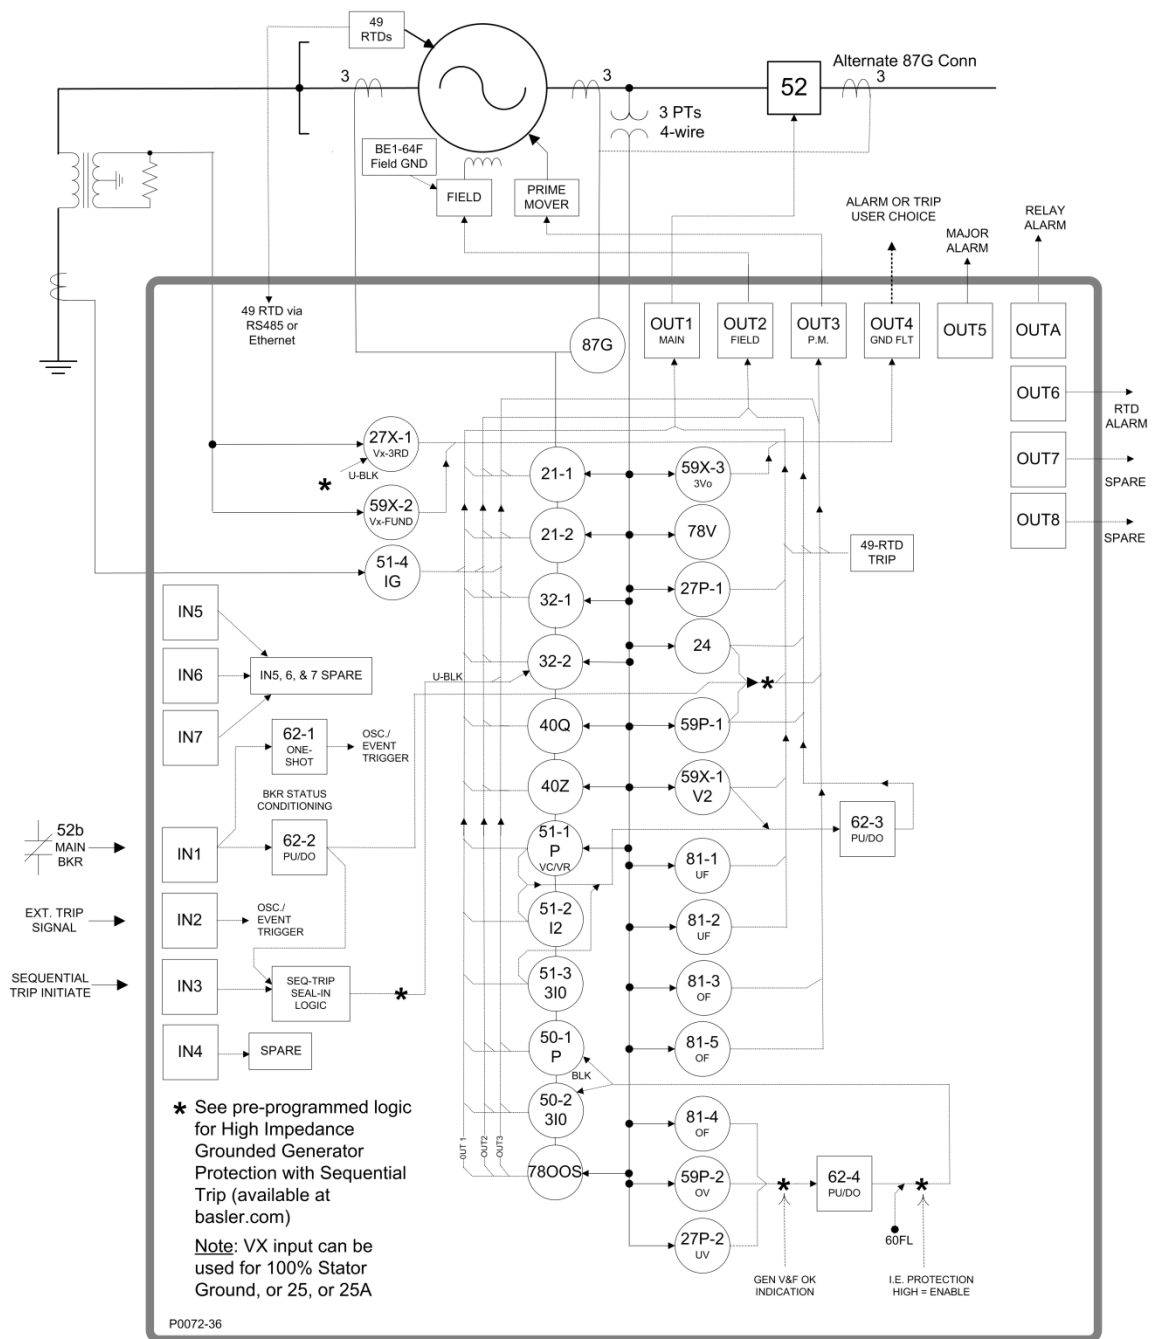 49
RTDs
3
3
52
Alternate 87G Conn
3
3 PTs
4-wire
BE1-64F
Field GND
FIELD
PRIME
MOVER
ALARM OR TRIP
USER CHOICE
MAJOR
ALARM
RELAY
ALARM
49 RTD via
RS485 or
Ethernet
87G
OUT1
MAIN
OUT2
FIELD
OUT3
P.M.
OUT4
GND FLT
OUT5
OUTA
OUT6
RTD
ALARM
OUT7
SPARE
OUT8
SPARE
27X-1
Vx-3RD
U-BLK
*
59X-2
Vx-FUND
51-4
IG
21-1
21-2
32-1
32-2
U-BLK
40Q
40Z
51-1
P
VC/VR
51-2
I2
51-3
3I0
50-1
P
BLK
50-2
3I0
78OOS
OUT 1
OUT2
OUT3
59X-3
3Vo
78V
27P-1
24
*
59P-1
59X-1
V2
81-1
UF
81-2
UF
81-3
OF
81-5
OF
81-4
OF
59P-2
OV
27P-2
UV
49-RTD
TRIP
62-3
PU/DO
*
62-4
PU/DO
*
60FL
GEN V&F OK
INDICATION
I.E. PROTECTION
HIGH = ENABLE
IN5
IN6
IN5, 6, & 7 SPARE
IN7
62-1
ONE-
SHOT
OSC./
EVENT
TRIGGER
BKR STATUS
CONDITIONING
52b
MAIN
BKR
IN1
62-2
PU/DO
EXT. TRIP
SIGNAL
IN2
OSC./
EVENT
TRIGGER
SEQUENTIAL
TRIP INITIATE
IN3
SEQ-TRIP
SEAL-IN
LOGIC
*
IN4
SPARE
* See pre-programmed logic
for High Impedance
Grounded Generator
Protection with Sequential
Trip (available at
basler.com)
Note: VX input can be
used for 100% Stator
Ground, or 25, or 25A
P0072-36